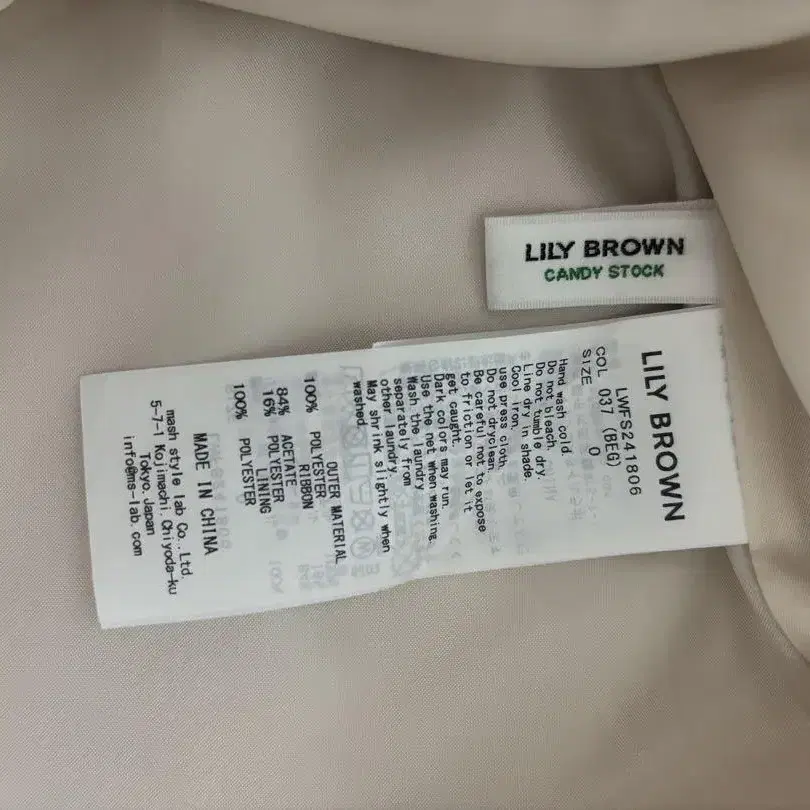 LILY BROWN
CANDY STOCK
LILY BROWN
LWFS241806
COL 037 (BEG)
SIZE 0
Hand wash cold.
Do not bleach.
Do not tumble dry.
Line dry in shade.
Cool iron.
use press cloth.
Do not dryclean.
Be careful not to expose
to friction or let it
get caught.
Dark colors may run.
Use the net when washing.
Wash the laundry
separately from
other laundry.
May shrink slightly when
washed.
OUTER MATERIAL
100% POLYESTER
RIBBON
84% ACETATE
16% POLYESTER
LINING
100% POLYESTER
MADE IN CHINA
mash style lab Co.,Ltd.
5-7-1 Kojimachi, Chiyoda-ku
Tokyo, Japan
info@ms-lab.com